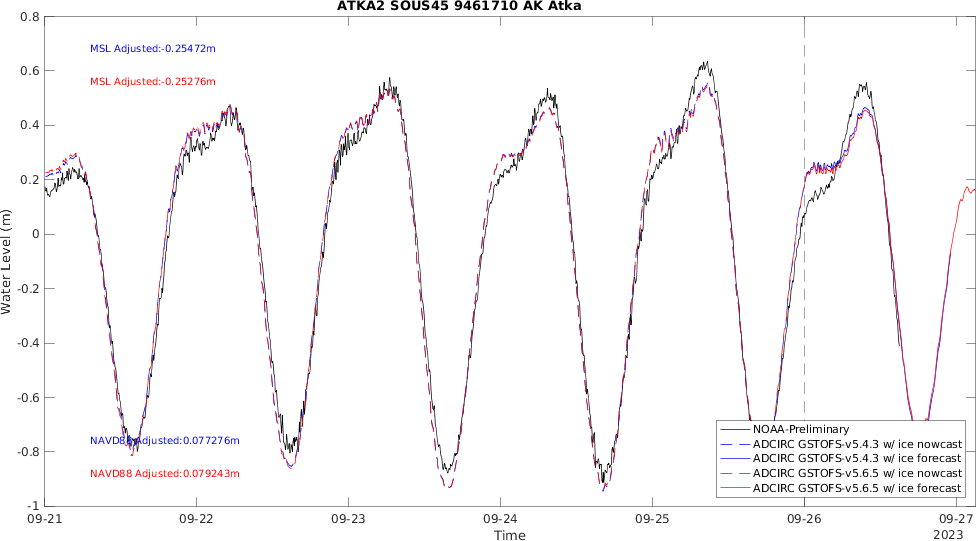 ATKA2 SOUS45 9461710 AK Atka
0.8
MSL Adjusted:-0.25472m
0.6
MSL Adjusted:-0.25276m
0.4
0.2
0
Water Level (m)
-0.2
-0.4
-0.6
NAVD88 Adjusted:0.077276m
-0.8
NAVD88 Adjusted:0.079243m
-1
NOAA-Preliminary
ADCIRC GSTOFS-v5.4.3 w/ ice nowcast
ADCIRC GSTOFS-v5.4.3 w/ ice forecast
ADCIRC GSTOFS-v5.6.5 w/ ice nowcast
ADCIRC GSTOFS-v5.6.5 w/ ice forecast
09-21 09-22 09-23 09-24 09-25 09-26 09-27
Time
2023